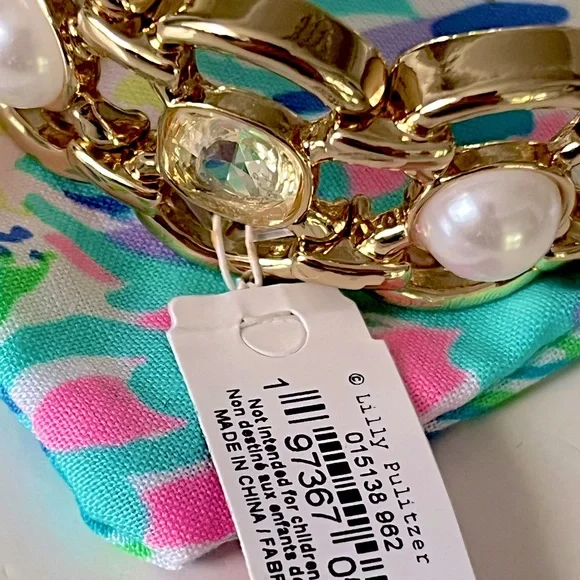 © Lilly Pulitzer
015138 962
1 97367 0
Not intended for children
Non destiné aux enfants de
MADE IN CHINA / FABR